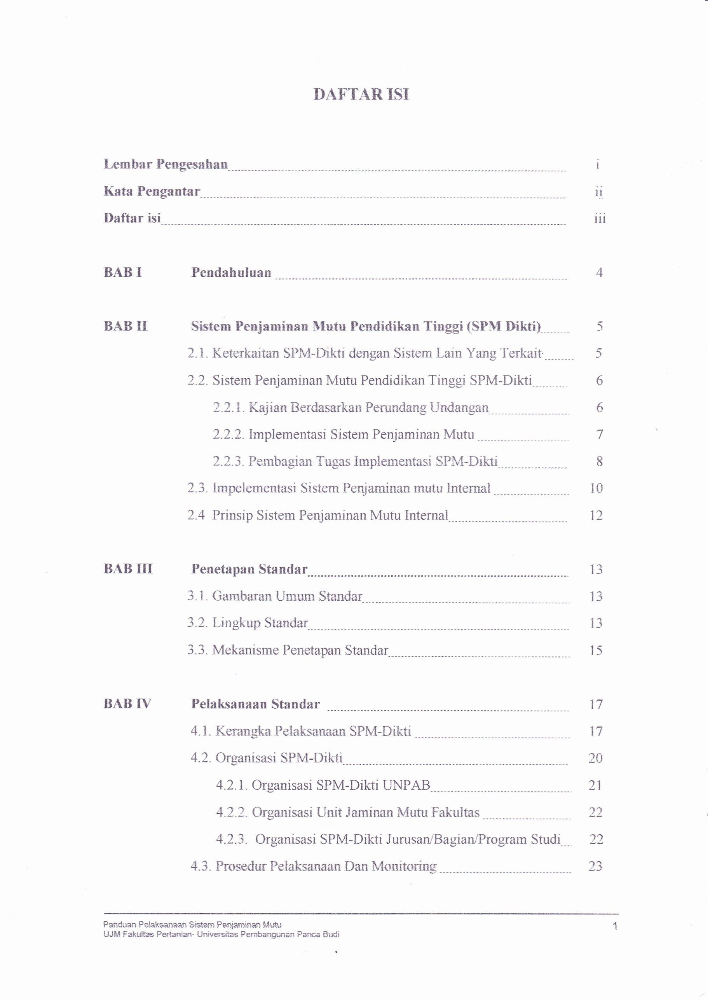 DAFTAR ISI
Lembar Pengesahan i
Kata Pengantar ii
Daftar isi iii
BAB I Pendahuluan 4
BAB II Sistem Penjaminan Mutu Pendidikan Tinggi (SPM Dikti) 5
2.1. Keterkaitan SPM-Dikti dengan Sistem Lain Yang Terkait 5
2.2. Sistem Penjaminan Mutu Pendidikan Tinggi SPM-Dikti 6
2.2.1. Kajian Berdasarkan Perundang Undangan 6
2.2.2. Implementasi Sistem Penjaminan Mutu 7
2.2.3. Pembagian Tugas Implementasi SPM-Dikti 8
2.3. Impelementasi Sistem Penjaminan mutu Internal 10
2.4 Prinsip Sistem Penjaminan Mutu Internal 12
BAB III Penetapan Standar 13
3.1. Gambaran Umum Standar 13
3.2. Lingkup Standar 13
3.3. Mekanisme Penetapan Standar 15
BAB IV Pelaksanaan Standar 17
4.1. Kerangka Pelaksanaan SPM-Dikti 17
4.2. Organisasi SPM-Dikti 20
4.2.1. Organisasi SPM-Dikti UNPAB 21
4.2.2. Organisasi Unit Jaminan Mutu Fakultas 22
4.2.3. Organisasi SPM-Dikti Jurusan/Bagian/Program Studi 22
4.3. Prosedur Pelaksanaan Dan Monitoring 23
Panduan Pelaksanaan Sistem Penjaminan Mutu 1
UJM Fakultas Pertanian- Universitas Pembangunan Panca Budi